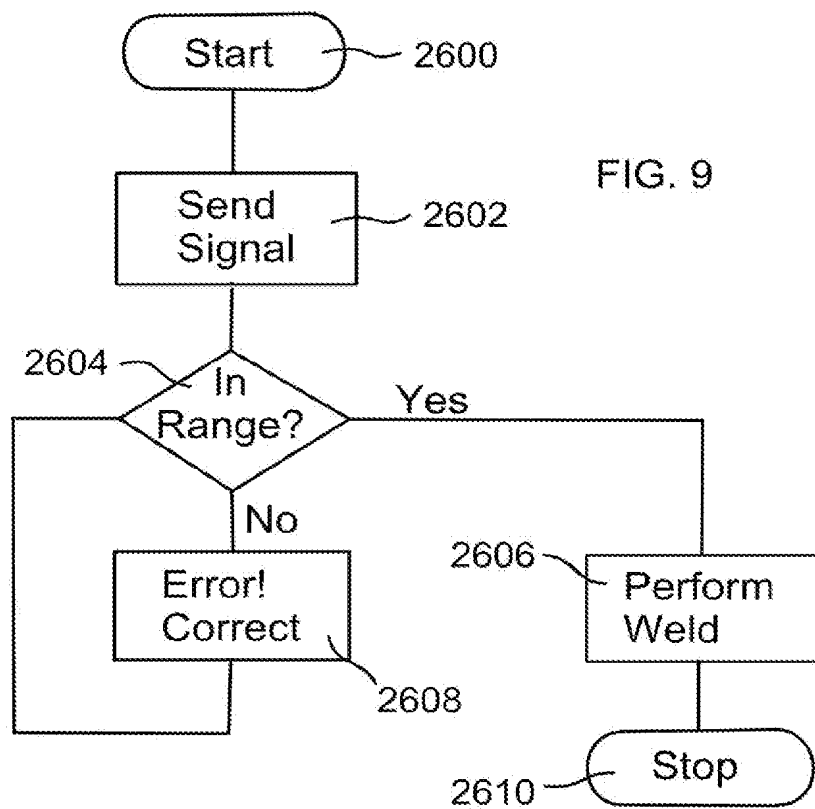 Start
2600
FIG. 9
Send
Signal
2602
2604
In
Range?
Yes
No
Error!
Correct
2608
2606
Perform
Weld
Stop
2610